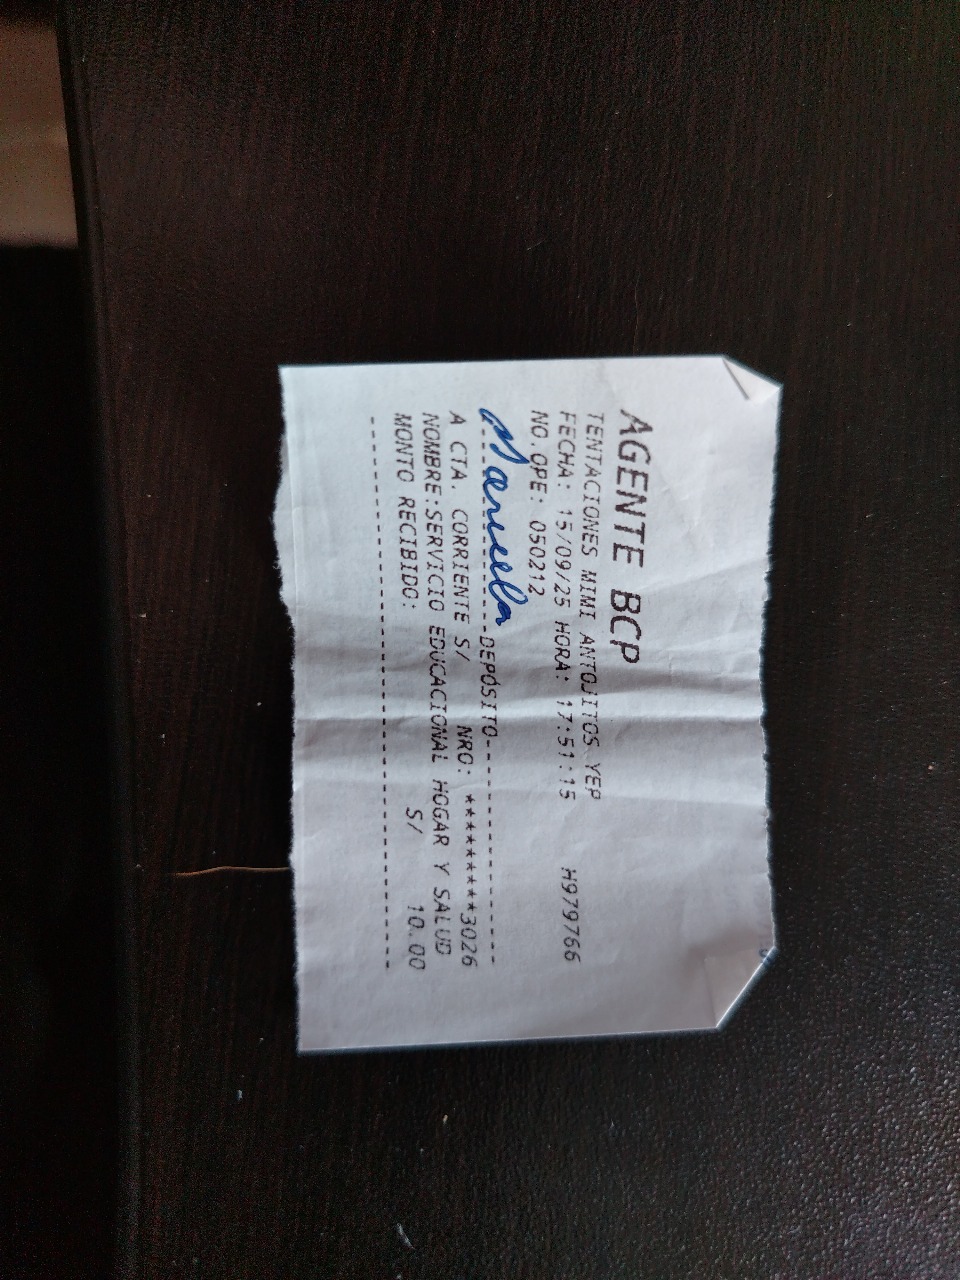 AGENTE BCP
TENTACIONES MIMI ANTOJITOS YEP
FECHA: 15/09/25 HORA: 17:51:15 H979766
NO.OPE: 050212
Manuela
--------------DEPÓSITO----------------
A CTA. CORRIENTE S/ NRO: *********3026
NOMBRE:SERVICIO EDUCACIONAL HOGAR Y SALUD
MONTO RECIBIDO: S/ 10.00
----------------------------------------